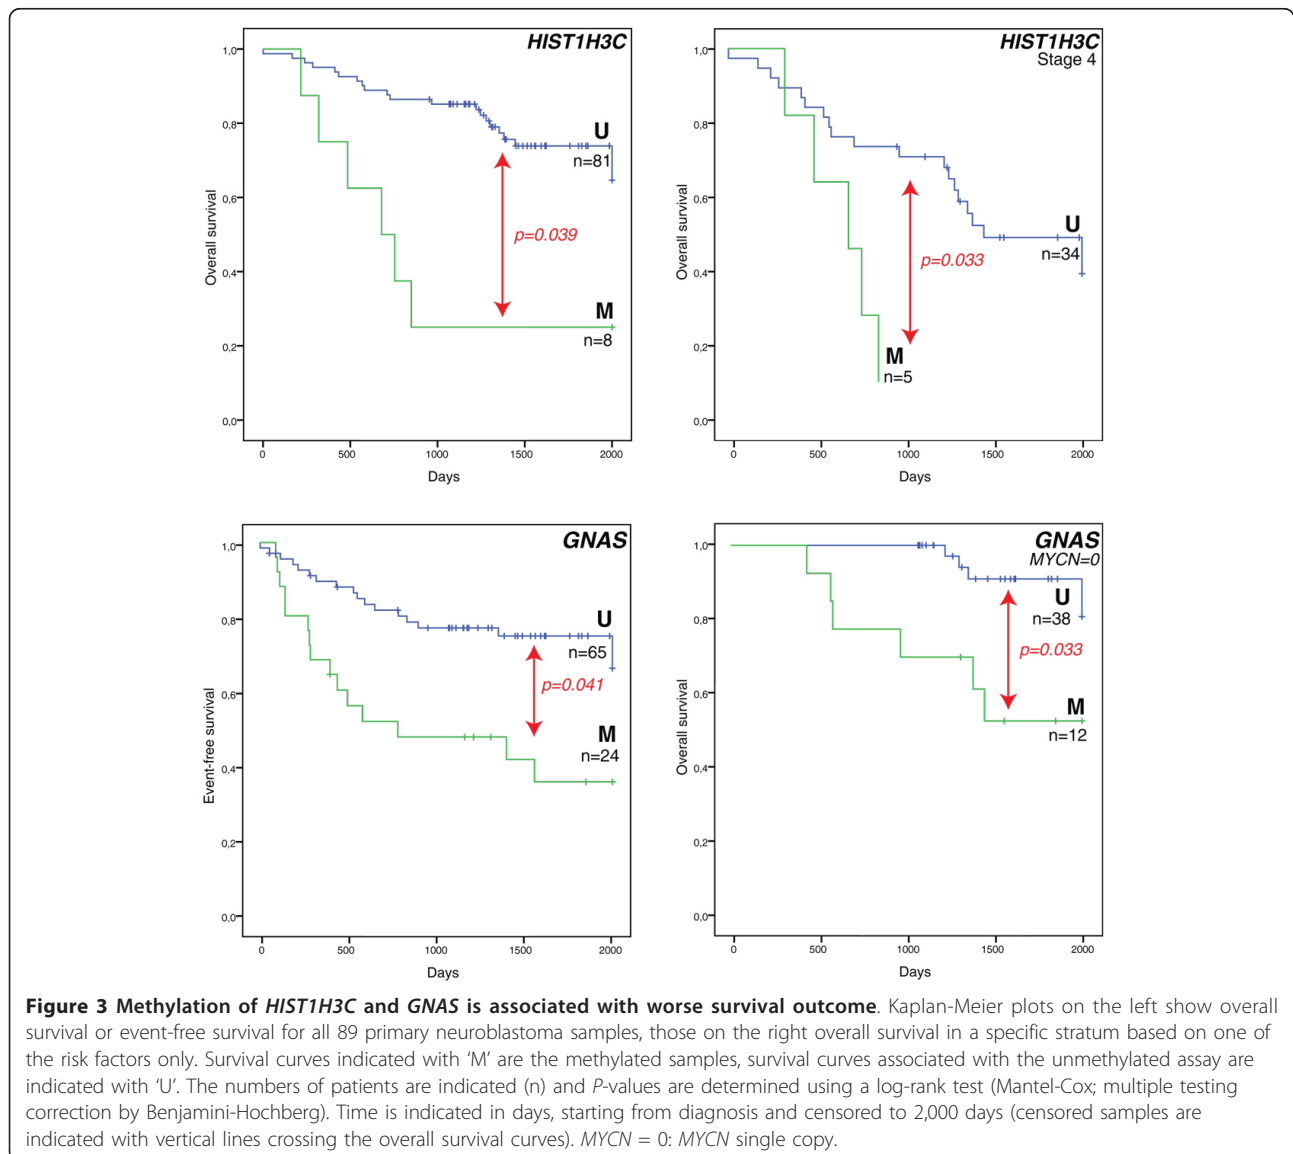 HIST1H3C
1,0
0,8
0,6
0,4
0,2
0,0
Overall survival
U
n=81
p=0.039
M
n=8
0 500 1000 1500 2000
Days
HIST1H3C
Stage 4
1,0
0,8
0,6
0,4
0,2
0,0
Overall survival
U
n=34
p=0.033
M
n=5
0 500 1000 1500 2000
Days
GNAS
1,0
0,8
0,6
0,4
0,2
0,0
Event-free survival
U
n=65
p=0.041
M
n=24
0 500 1000 1500 2000
Days
GNAS
MYCN=0
1,0
0,8
0,6
0,4
0,2
0,0
Overall survival
U
n=38
p=0.033
M
n=12
0 500 1000 1500 2000
Days
Figure 3 Methylation of HIST1H3C and GNAS is associated with worse survival outcome. Kaplan-Meier plots on the left show overall
survival or event-free survival for all 89 primary neuroblastoma samples, those on the right overall survival in a specific stratum based on one of
the risk factors only. Survival curves indicated with ‘M’ are the methylated samples, survival curves associated with the unmethylated assay are
indicated with ‘U’. The numbers of patients are indicated (n) and P-values are determined using a log-rank test (Mantel-Cox; multiple testing
correction by Benjamini-Hochberg). Time is indicated in days, starting from diagnosis and censored to 2,000 days (censored samples are
indicated with vertical lines crossing the overall survival curves). MYCN = 0: MYCN single copy.